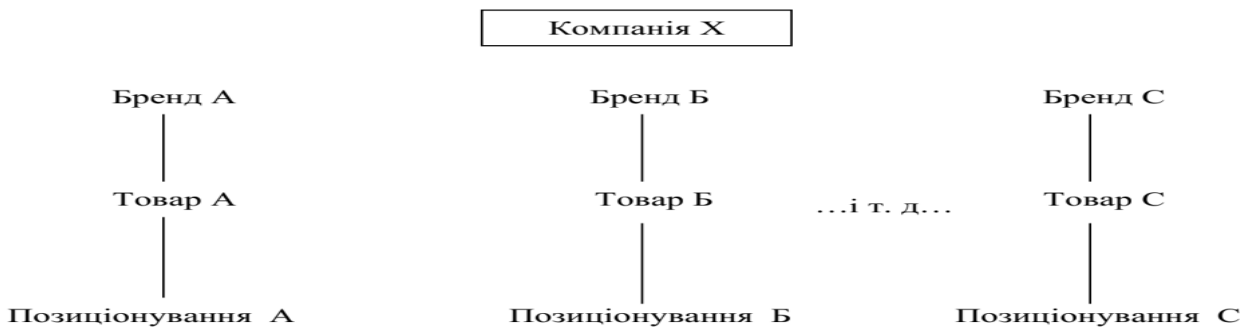 Компанія X
Бренд А Бренд Б Бренд С
Товар А Товар Б …і т. д… Товар С
Позиціонування А Позиціонування Б Позиціонування С